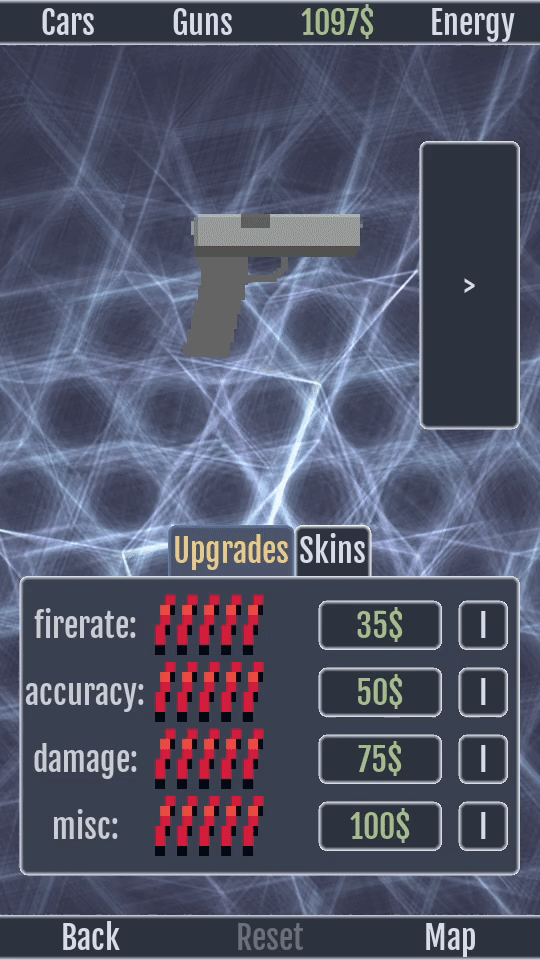 Cars Guns 1097$ Energy
>
Upgrades Skins
firerate: 35$ I
accuracy: 50$ I
damage: 75$ I
misc: 100$ I
Back Reset Map